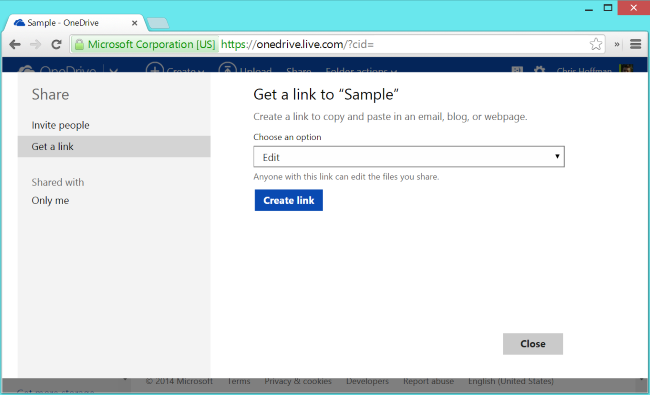 Sample - OneDrive
Microsoft Corporation [US] https://onedrive.live.com/?cid=
OneDrive Create Upload Share Folder actions Chris Hoffman
Share
Invite people
Get a link
Shared with
Only me
Get a link to “Sample”
Create a link to copy and paste in an email, blog, or webpage.
Choose an option
Edit
Anyone with this link can edit the files you share.
Create link
Close
Get more storage
© 2014 Microsoft Terms Privacy & cookies Developers Report abuse English (United States)